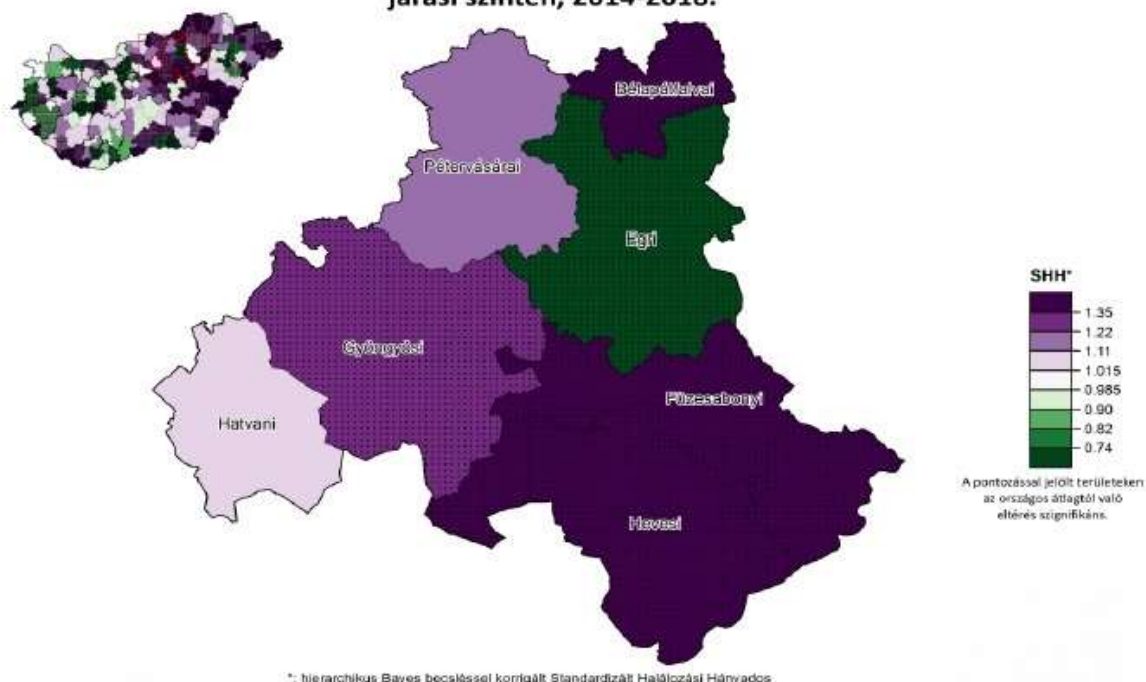 járási szinten, 2014-2018.
Bélapátfalvai
Pétervásárai
Egri
Gyöngyösi
Hatvani
Füzesabonyi
Hevesi
SHH*
1.35
1.22
1.11
1.015
0.985
0.90
0.82
0.74
A pontozással jelölt területeken
az országos átlagtól való
eltérés szignifikáns.
*: hierarchikus Bayes becsléssel korrigált Standardizált Halálozási Hányados